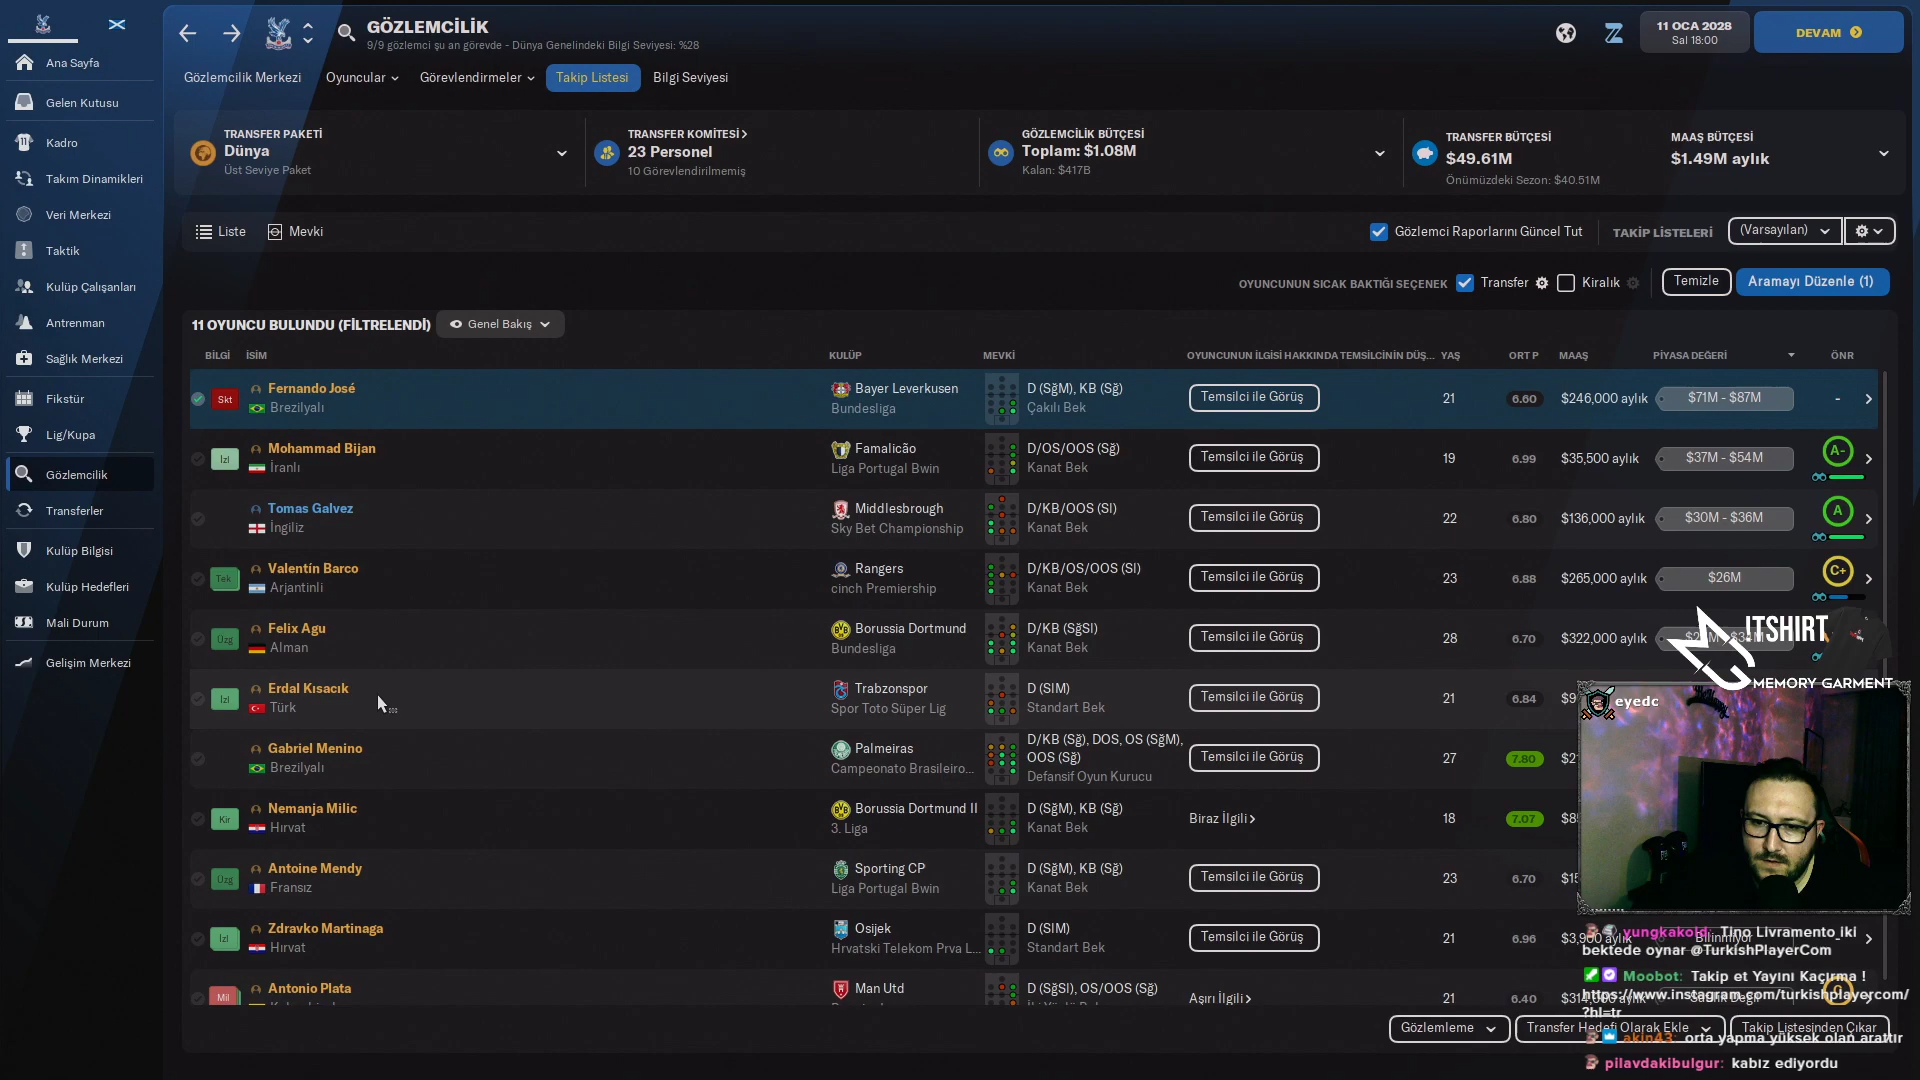 GÖZLEMCİLİK
9/9 gözlemci şu an görevde - Dünya Genelindeki Bilgi Seviyesi: %28
11 OCA 2028
Sal 18:00
DEVAM
Ana Sayfa
Gelen Kutusu
Kadro
Takım Dinamikleri
Veri Merkezi
Taktik
Kulüp Çalışanları
Antrenman
Sağlık Merkezi
Fikstür
Lig/Kupa
Gözlemcilik
Transferler
Kulüp Bilgisi
Kulüp Hedefleri
Mali Durum
Gelişim Merkezi
Gözlemcilik Merkezi Oyuncular Görevlendirmeler Takip Listesi Bilgi Seviyesi
TRANSFER PAKETİ
Dünya
Üst Seviye Paket
TRANSFER KOMİTESİ
23 Personel
10 Görevlendirilmemiş
GÖZLEMCİLİK BÜTÇESİ
Toplam: $1.08M
Kalan: $417B
TRANSFER BÜTÇESİ
$49.61M
Önümüzdeki Sezon: $40.51M
MAAŞ BÜTÇESİ
$1.49M aylık
Liste Mevki
Gözlemci Raporlarını Güncel Tut TAKİP LİSTELERİ (Varsayılan)
OYUNCUNUN SICAK BAKTIĞI SEÇENEK Transfer Kiralık Temizle Aramayı Düzenle (1)
11 OYUNCU BULUNDU (FİLTRELENDİ) Genel Bakış
BİLGİ İSİM KULÜP MEVKİ OYUNCUNUN İLGİSİ HAKKINDA TEMSİLCİNİN DÜŞ... YAŞ ORT P MAAŞ PİYASA DEĞERİ ÖNR
Skt Fernando José Bayer Leverkusen D (SğM), KB (Sğ) Temsilci ile Görüş 21 6.60 $246,000 aylık $71M - $87M -
Brezilyalı Bundesliga Çakılı Bek
İzl Mohammad Bijan Famalicão D/OS/OOS (Sğ) Temsilci ile Görüş 19 6.99 $35,500 aylık $37M - $54M A-
İranlı Liga Portugal Bwin Kanat Bek
Tomas Galvez Middlesbrough D/KB/OOS (Sl) Temsilci ile Görüş 22 6.80 $136,000 aylık $30M - $36M A
İngiliz Sky Bet Championship Kanat Bek
Tek Valentín Barco Rangers D/KB/OS/OOS (Sl) Temsilci ile Görüş 23 6.88 $265,000 aylık $26M C+
Arjantinli cinch Premiership Kanat Bek
Üzg Felix Agu Borussia Dortmund D/KB (SğSl) Temsilci ile Görüş 28 6.70 $322,000 aylık
Alman Bundesliga Kanat Bek
İzl Erdal Kısacık Trabzonspor D (SlM) Temsilci ile Görüş 21 6.84
Türk Spor Toto Süper Lig Standart Bek
Gabriel Menino Palmeiras D/KB (Sğ), DOS, OS (SğM), OOS (Sğ) Temsilci ile Görüş 27 7.80
Brezilyalı Campeonato Brasileiro... Defansif Oyun Kurucu
Kir Nemanja Milic Borussia Dortmund II D (SğM), KB (Sğ) Biraz İlgili 18 7.07
Hırvat 3. Liga Kanat Bek
Üzg Antoine Mendy Sporting CP D (SğM), KB (Sğ) Temsilci ile Görüş 23 6.70
Fransız Liga Portugal Bwin Kanat Bek
İzl Zdravko Martinaga Osijek D (SlM) Temsilci ile Görüş 21 6.96 $3,900 aylık Bilinmiyor -
Hırvat Hrvatski Telekom Prva L... Standart Bek
Mil Antonio Plata Man Utd D (SğSl), OS/OOS (Sğ) Aşırı İlgili 21 6.40 $314,000 aylık
Gözlemleme Transfer Hedefi Olarak Ekle Takip Listesinden Çıkar
ITSHIRT
MEMORY GARMENT
eyedc
yungkakold: Tino Livramento iki
bektede oynar @TurkishPlayerCom
Moobot: Takip et Yayını Kaçırma !
https://www.instagram.com/turkishplayercom/
?hl=tr
akin43: orta yapma yüksek olan arattır
pilavdakibulgur: kabız ediyordu